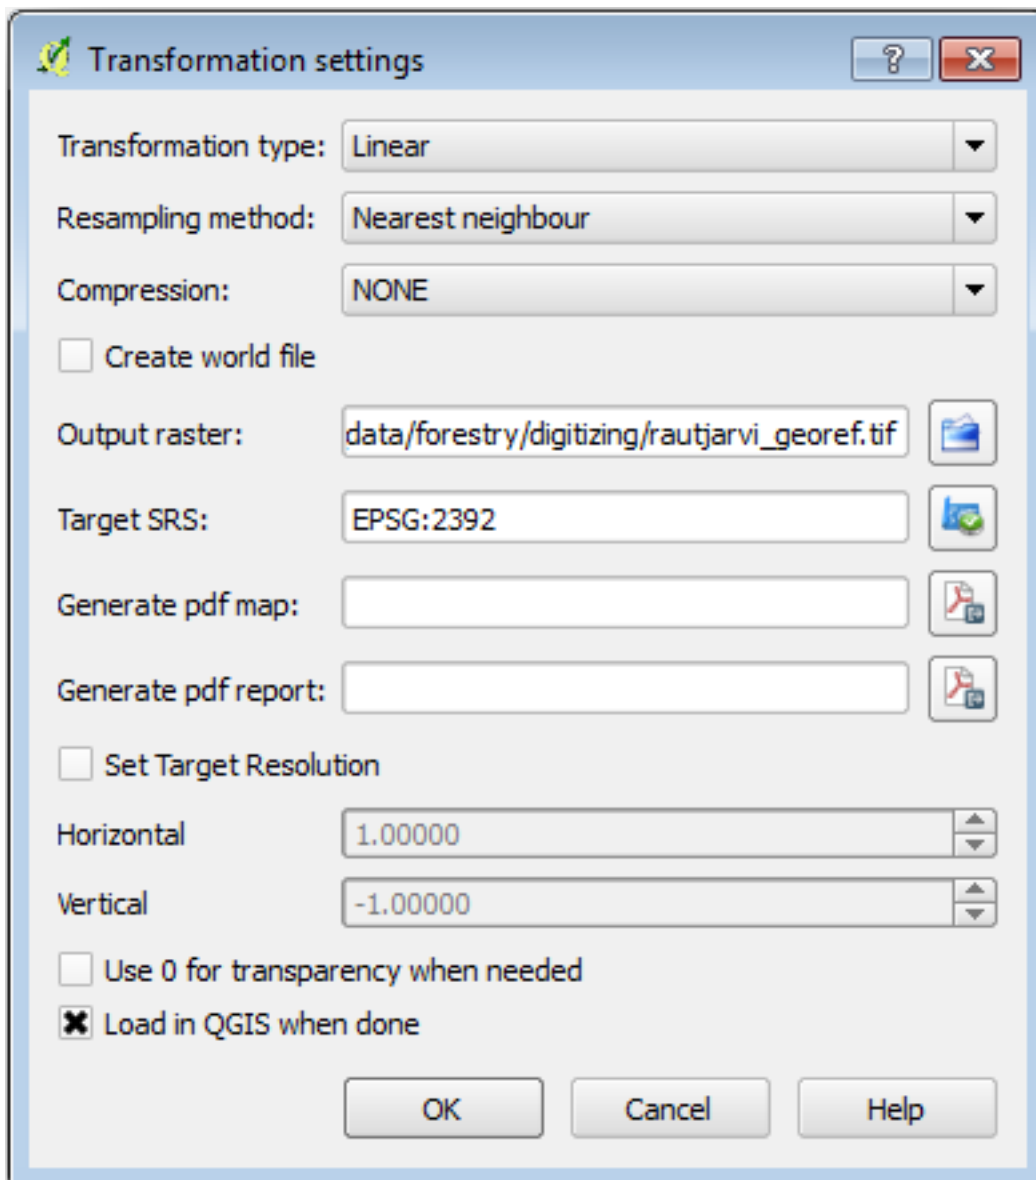 Transformation settings
Transformation type: Linear
Resampling method: Nearest neighbour
Compression: NONE
Create world file
Output raster: data/forestry/digitizing/rautjarvi_georef.tif
Target SRS: EPSG:2392
Generate pdf map:
Generate pdf report:
Set Target Resolution
Horizontal 1.00000
Vertical -1.00000
Use 0 for transparency when needed
Load in QGIS when done
OK Cancel Help